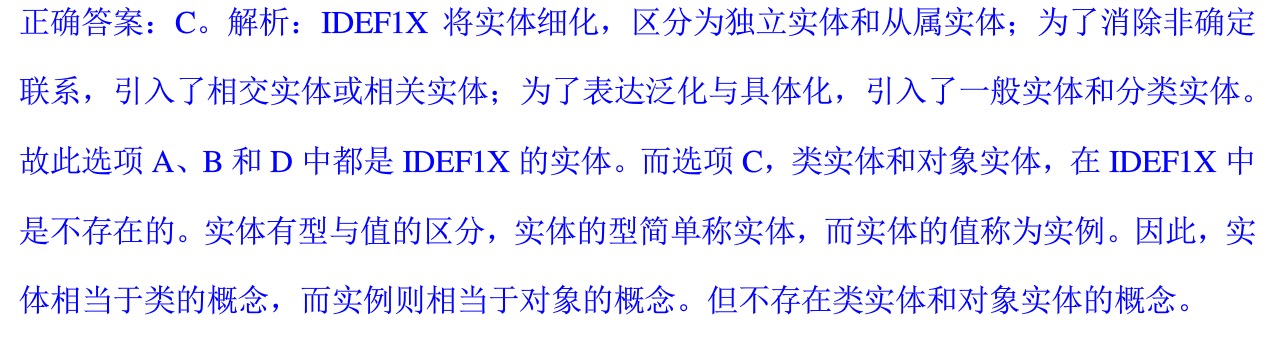 正确答案：C。解析：IDEF1X 将实体细化，区分为独立实体和从属实体；为了消除非确定
联系，引入了相交实体或相关实体；为了表达泛化与具体化，引入了一般实体和分类实体。
故此选项 A、B 和 D 中都是 IDEF1X 的实体。而选项 C，类实体和对象实体，在 IDEF1X 中
是不存在的。实体有型与值的区分，实体的型简单称实体，而实体的值称为实例。因此，实
体相当于类的概念，而实例则相当于对象的概念。但不存在类实体和对象实体的概念。